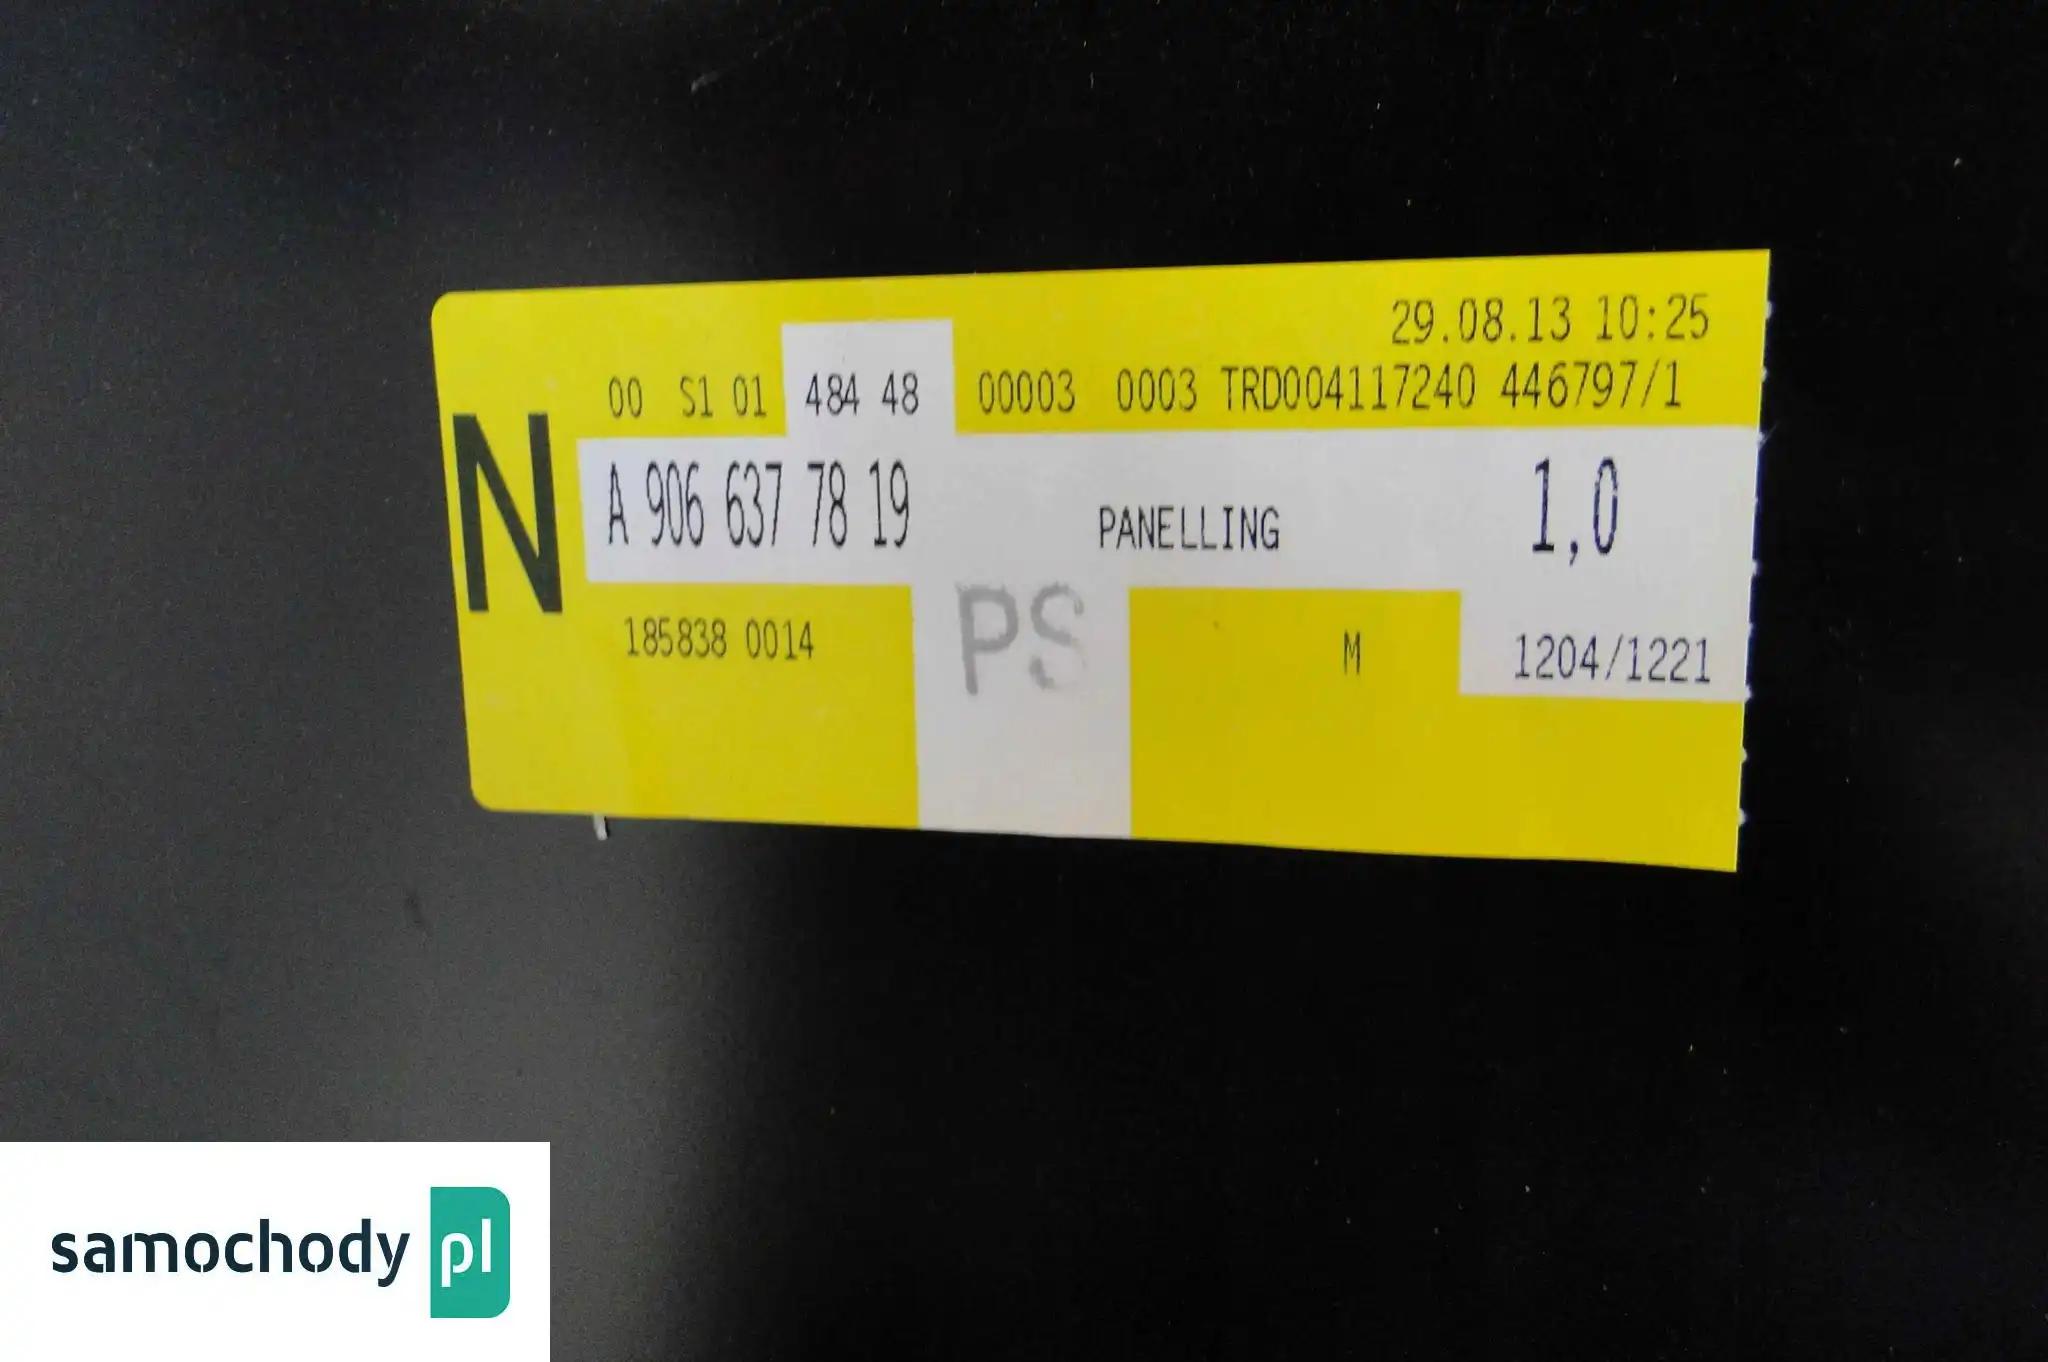 29.08.13 10:25
00 S1 01 484 48 00003 0003 TRD004117240 446797/1
N
A 906 637 78 19 PANELLING 1,0
PS
185838 0014 M 1204/1221
samochody pl